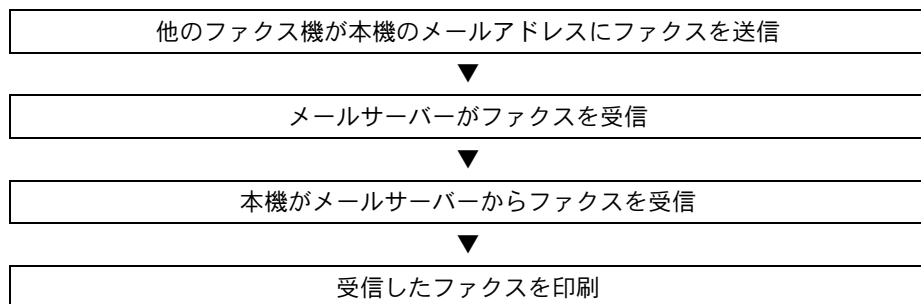 他のファクス機が本機のメールアドレスにファクスを送信
▼
メールサーバーがファクスを受信
▼
本機がメールサーバーからファクスを受信
▼
受信したファクスを印刷